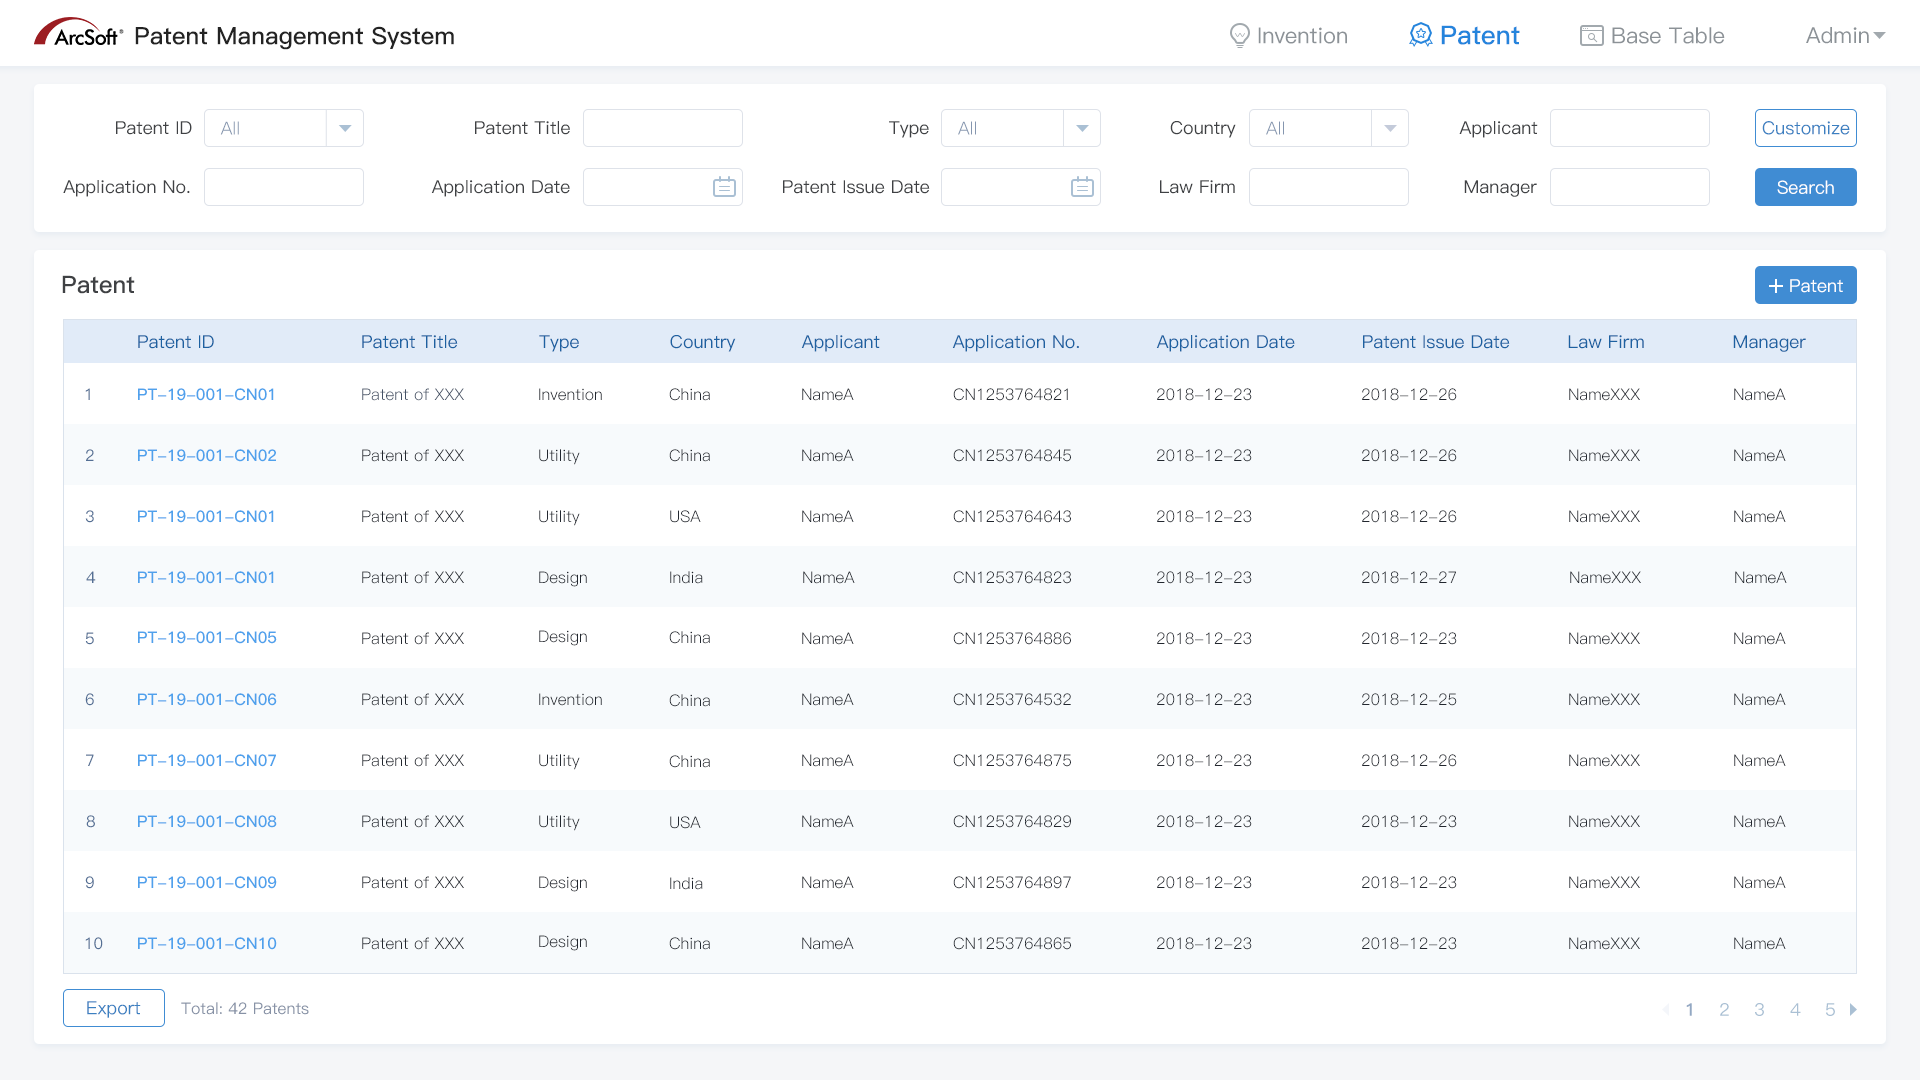 ArcSoft Patent Management System Invention Patent Base Table Admin
Patent ID All Patent Title Type All Country All Applicant Customize
Application No. Application Date Patent Issue Date Law Firm Manager Search
Patent + Patent
Patent ID Patent Title Type Country Applicant Application No. Application Date Patent Issue Date Law Firm Manager
1 PT-19-001-CN01 Patent of XXX Invention China NameA CN1253764821 2018-12-23 2018-12-26 NameXXX NameA
2 PT-19-001-CN02 Patent of XXX Utility China NameA CN1253764845 2018-12-23 2018-12-26 NameXXX NameA
3 PT-19-001-CN01 Patent of XXX Utility USA NameA CN1253764643 2018-12-23 2018-12-26 NameXXX NameA
4 PT-19-001-CN01 Patent of XXX Design India NameA CN1253764823 2018-12-23 2018-12-27 NameXXX NameA
5 PT-19-001-CN05 Patent of XXX Design China NameA CN1253764886 2018-12-23 2018-12-23 NameXXX NameA
6 PT-19-001-CN06 Patent of XXX Invention China NameA CN1253764532 2018-12-23 2018-12-25 NameXXX NameA
7 PT-19-001-CN07 Patent of XXX Utility China NameA CN1253764875 2018-12-23 2018-12-26 NameXXX NameA
8 PT-19-001-CN08 Patent of XXX Utility USA NameA CN1253764829 2018-12-23 2018-12-23 NameXXX NameA
9 PT-19-001-CN09 Patent of XXX Design India NameA CN1253764897 2018-12-23 2018-12-23 NameXXX NameA
10 PT-19-001-CN10 Patent of XXX Design China NameA CN1253764865 2018-12-23 2018-12-23 NameXXX NameA
Export Total: 42 Patents 1 2 3 4 5